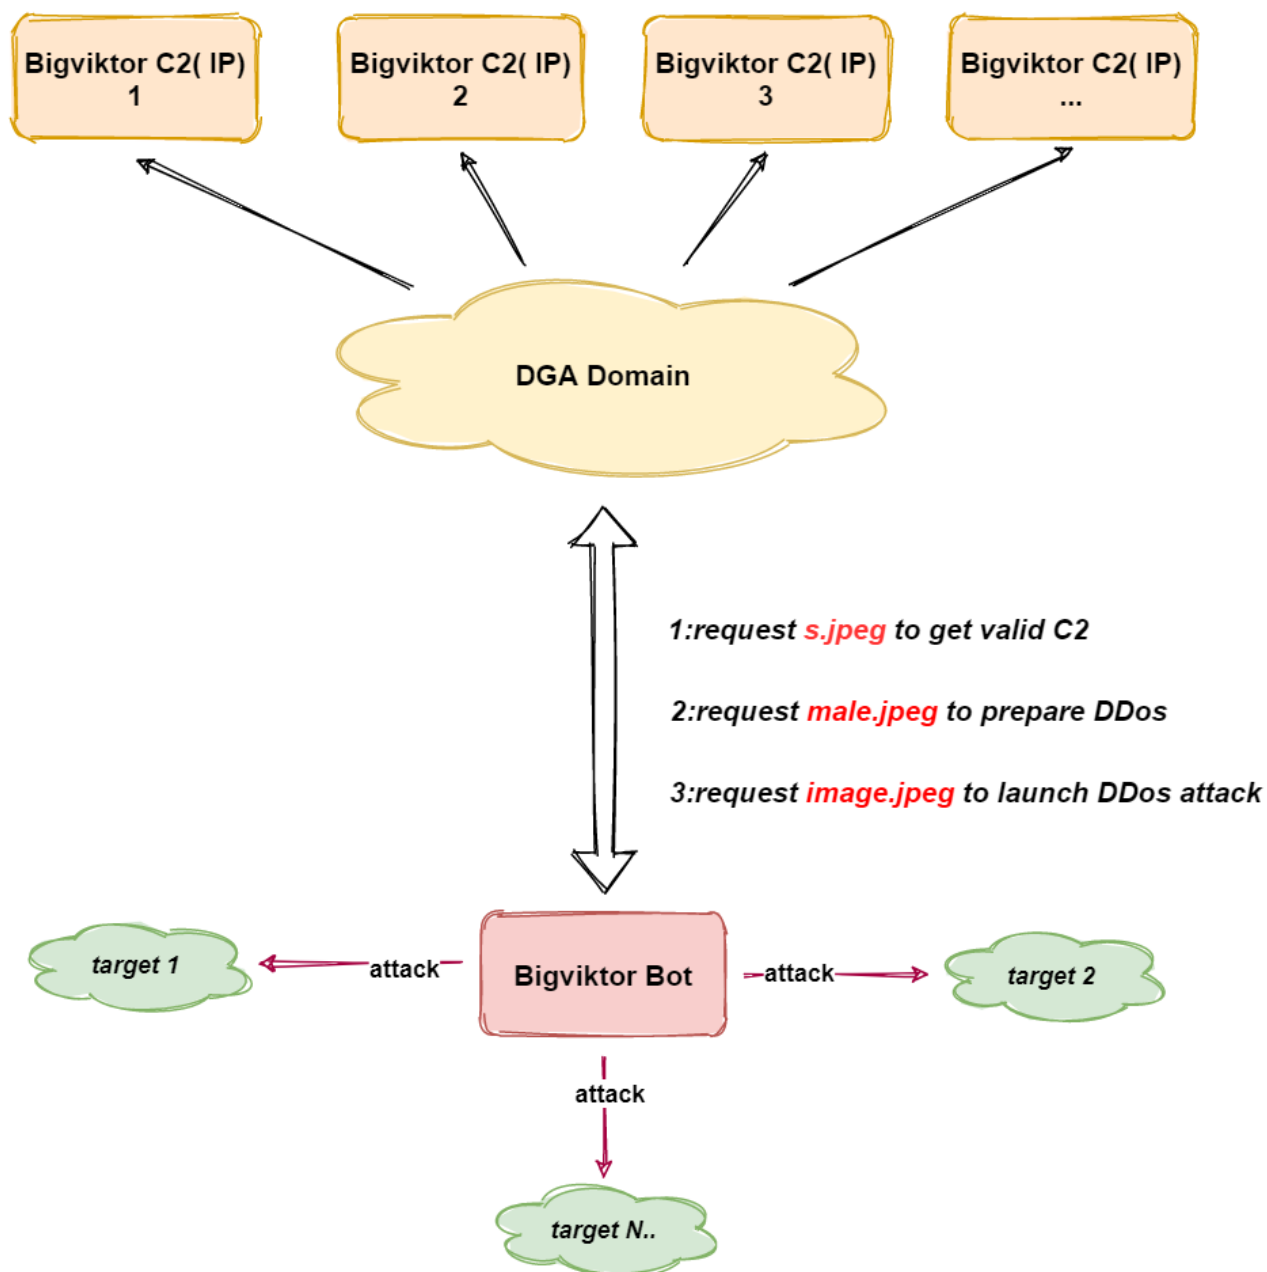 Bigviktor C2( IP)
1
Bigviktor C2( IP)
2
Bigviktor C2( IP)
3
Bigviktor C2( IP)
...
DGA Domain
1:request s.jpeg to get valid C2
2:request male.jpeg to prepare DDos
3:request image.jpeg to launch DDos attack
target 1
attack
Bigviktor Bot
attack
target 2
attack
target N..